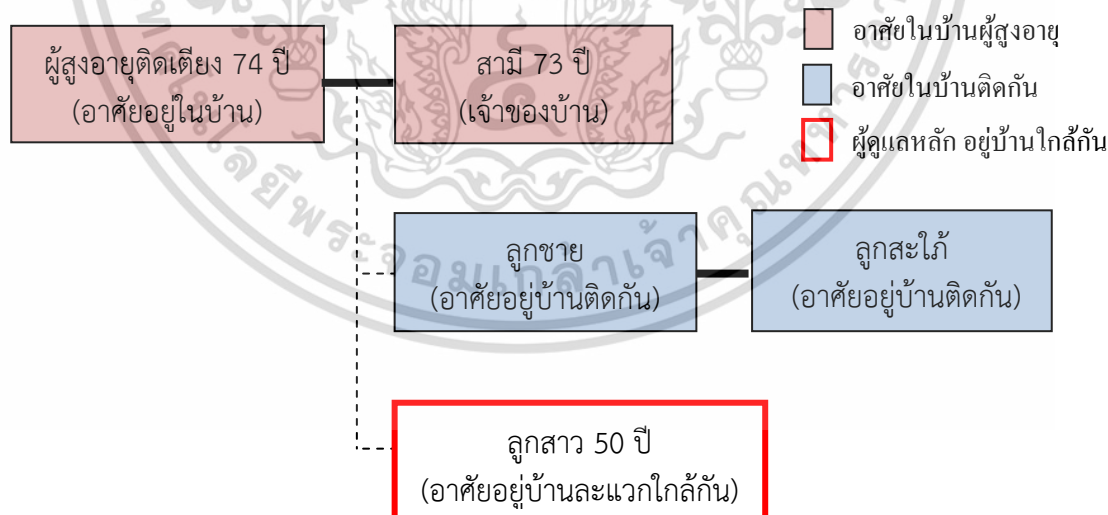 ผู้สูงอายุติดเตียง 74 ปี
(อาศัยอยู่ในบ้าน)
สามี 73 ปี
(เจ้าของบ้าน)
อาศัยในบ้านผู้สูงอายุ
อาศัยในบ้านติดกัน
ผู้ดูแลหลัก อยู่บ้านใกล้กัน
ลูกชาย
(อาศัยอยู่บ้านติดกัน)
ลูกสะใภ้
(อาศัยอยู่บ้านติดกัน)
ลูกสาว 50 ปี
(อาศัยอยู่บ้านละแวกใกล้กัน)